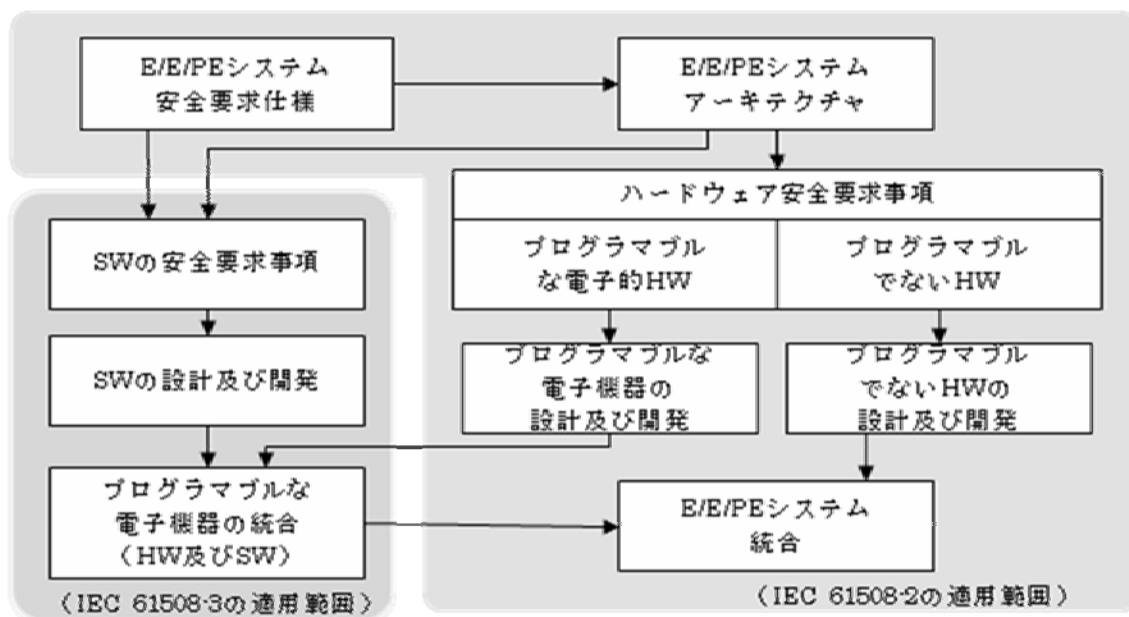 E/E/PEシステム
安全要求仕様
E/E/PEシステム
アーキテクチャ
ハードウェア安全要求事項
プログラマブル
な電子的HW
プログラマブル
でないHW
SWの安全要求事項
SWの設計及び開発
プログラマブルな
電子機器の
設計及び開発
プログラマブル
でないHWの
設計及び開発
プログラマブルな
電子機器の統合
（HW及びSW）
E/E/PEシステム
統合
（IEC 61508-3の適用範囲）
（IEC 61508-2の適用範囲）